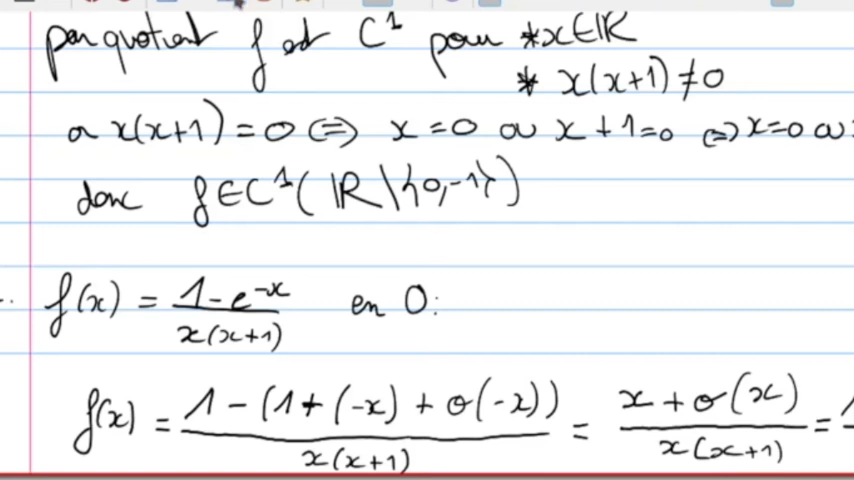 par quotient f est C¹ pour *x∈ℝ
* x(x+1)≠0
a x(x+1)=0 ⇔ x=0 ou x+1=0 ⇔ x=0 ou
donc f∈C¹(ℝ\{0,-1})
f(x) = (1-e^{-x})/(x(x+1)) en 0:
f(x) = (1-(1+(-x)+o(-x)))/(x(x+1)) = (x+o(x))/(x(x+1)) = 1